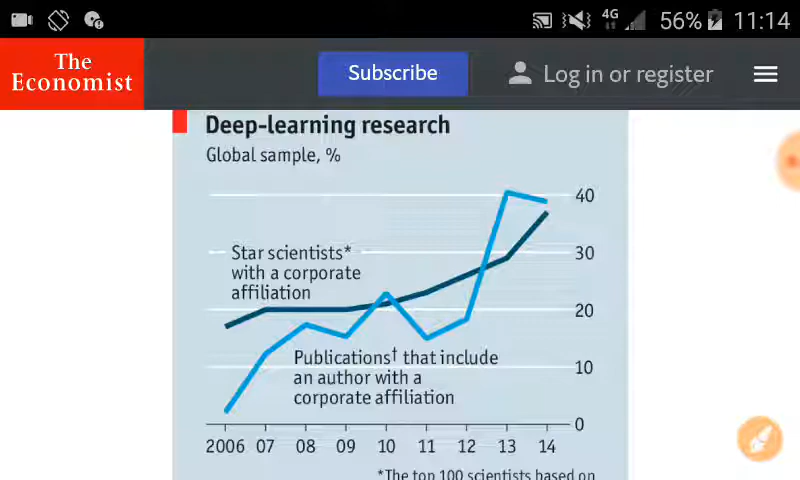 4G 56% 11:14
The
Economist
Subscribe
Log in or register
Deep-learning research
Global sample, %
40
Star scientists*
with a corporate
affiliation
30
20
Publications† that include
an author with a
corporate affiliation
10
0
2006 07 08 09 10 11 12 13 14
*The top 100 scientists based on